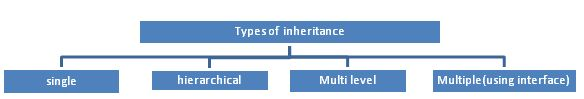 Types of inheritance
single
hierarchical
Multi level
Multiple(using interface)